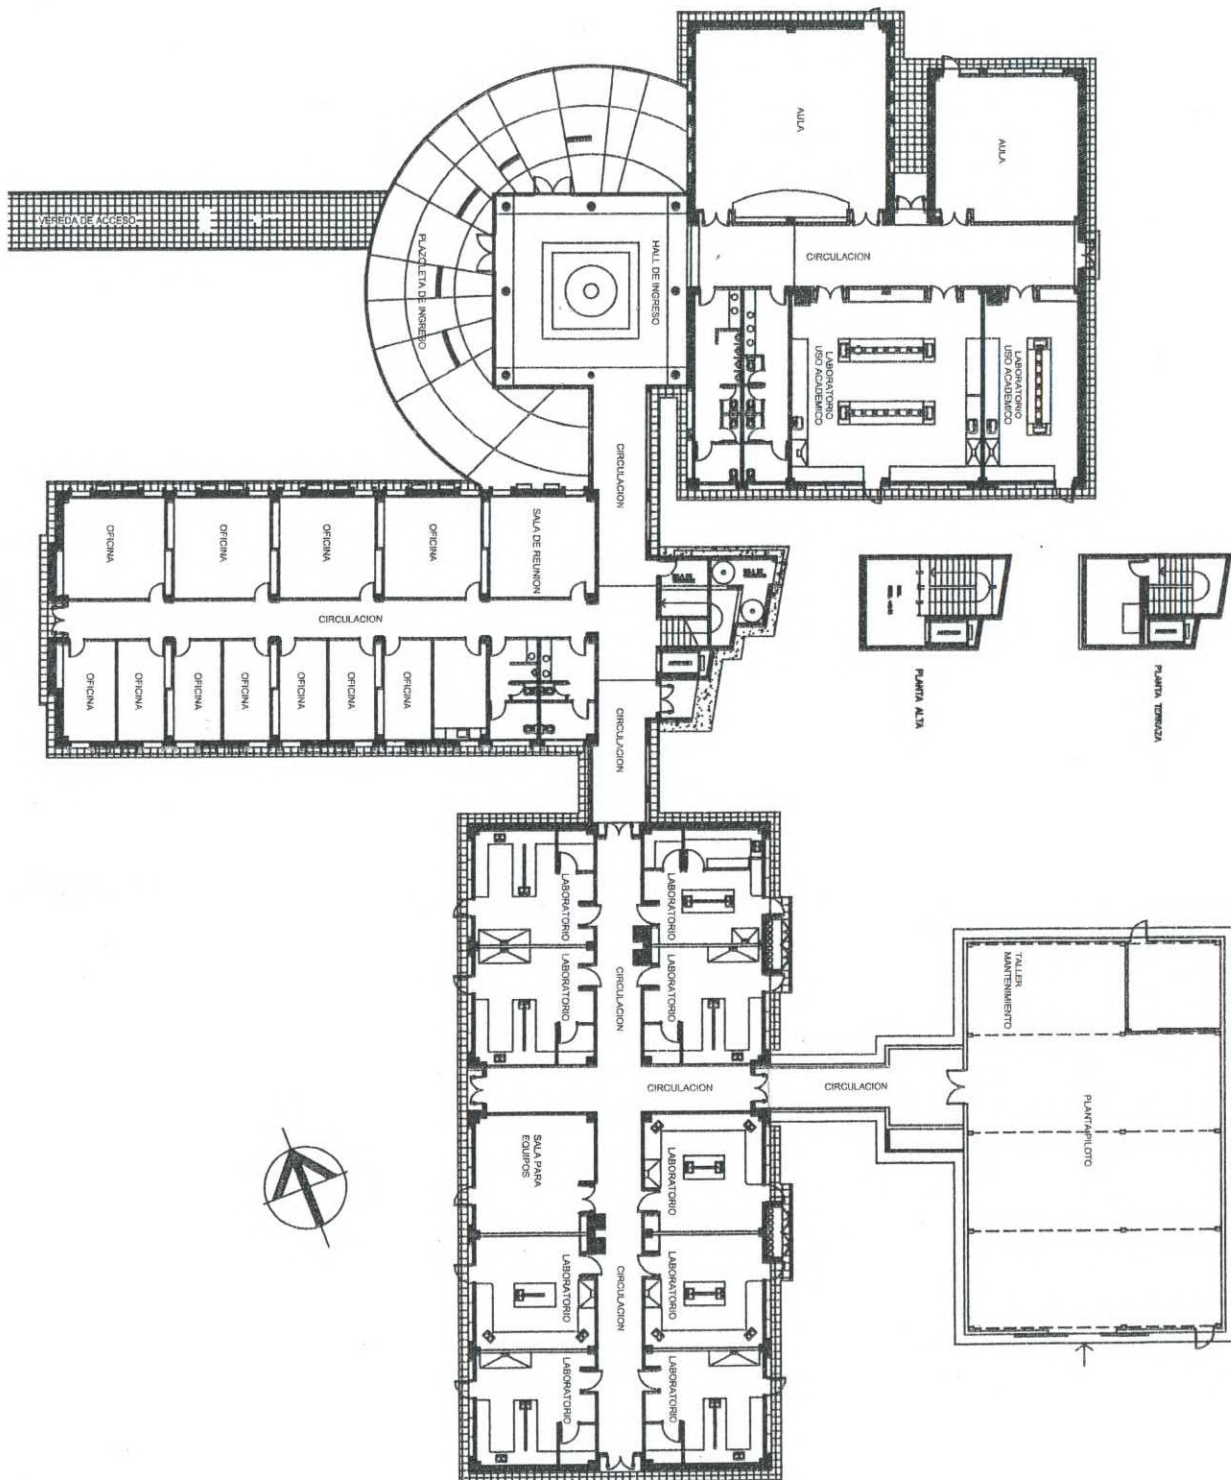 AULA
AULA
VEREDA DE ACCESO
PLAZOLETA DE INGRESO
HALL DE INGRESO
CIRCULACION
LABORATORIO
USO ACADEMICO
LABORATORIO
USO ACADEMICO
CIRCULACION
OFICINA
OFICINA
OFICINA
OFICINA
SALA DE REUNION
CIRCULACION
OFICINA
OFICINA
OFICINA
OFICINA
OFICINA
OFICINA
OFICINA
CIRCULACION
PLANTA ALTA
PLANTA TERRAZA
LABORATORIO
LABORATORIO
LABORATORIO
LABORATORIO
CIRCULACION
TALLER
MANTENIMIENTO
CIRCULACION
CIRCULACION
PLANTA PILOTO
SALA PARA
EQUIPOS
LABORATORIO
LABORATORIO
LABORATORIO
CIRCULACION
LABORATORIO
LABORATORIO